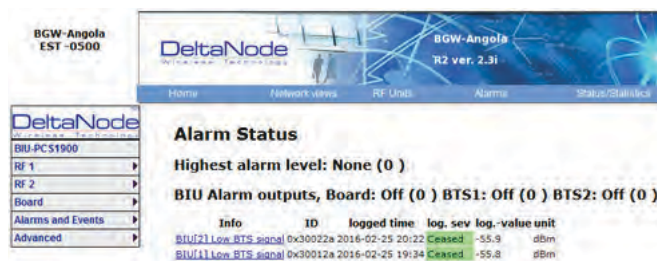 BGW-Angola
EST -0500
DeltaNode
Wireless Technology
BGW-Angola
R2 ver. 2.3i
Home Network views RF Units Alarms Status/Statistics
DeltaNode
Wireless Technology
BIU-PCS1900
RF 1
RF 2
Board
Alarms and Events
Advanced
Alarm Status
Highest alarm level: None (0 )
BIU Alarm outputs, Board: Off (0 ) BTS1: Off (0 ) BTS2: Off (0 )
Info ID logged time log. sev log.-value unit
BIU[2] Low BTS signal 0x30022a 2016-02-25 20:22 Ceased -55.9 dBm
BIU[1] Low BTS signal 0x30012a 2016-02-25 19:34 Ceased -55.8 dBm